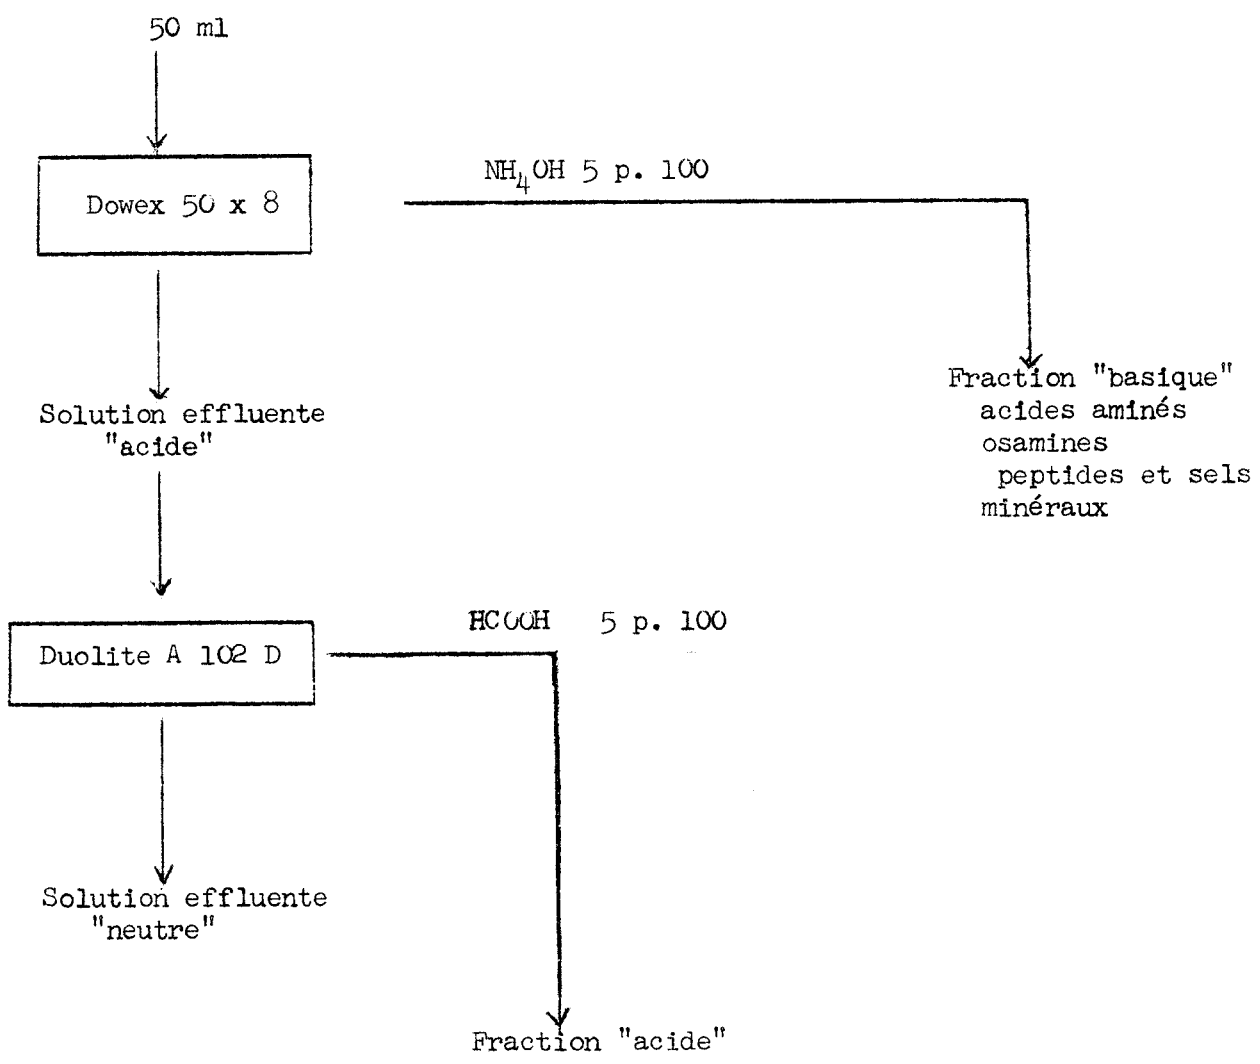 50 ml
NH4OH 5 p. 100
Dowex 50 x 8
Fraction "basique"
acides aminés
osamines
peptides et sels
minéraux
Solution effluente
"acide"
HCOOH 5 p. 100
Duolite A 102 D
Solution effluente
"neutre"
Fraction "acide"